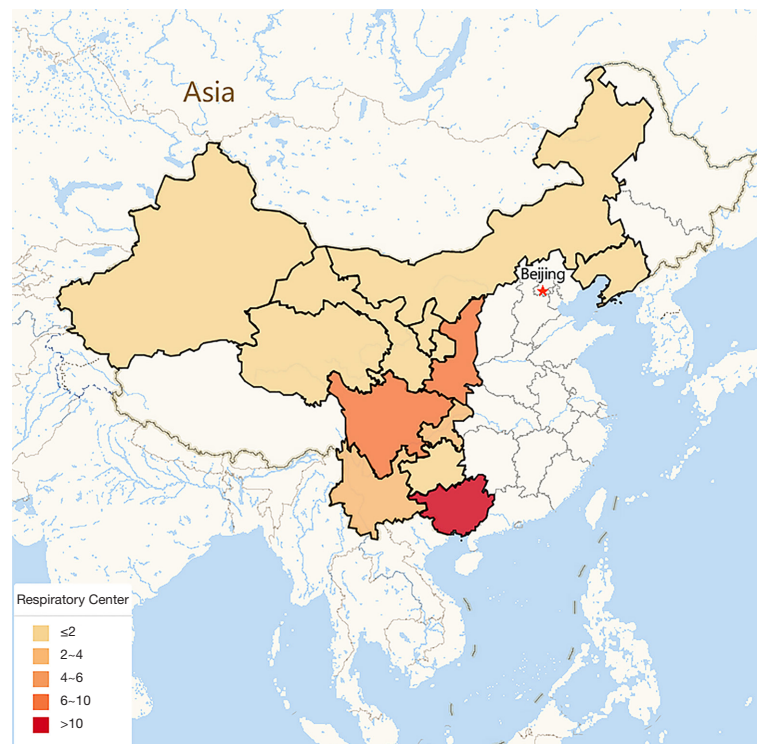 Asia
Beijing
Respiratory Center
≤2
2~4
4~6
6~10
>10